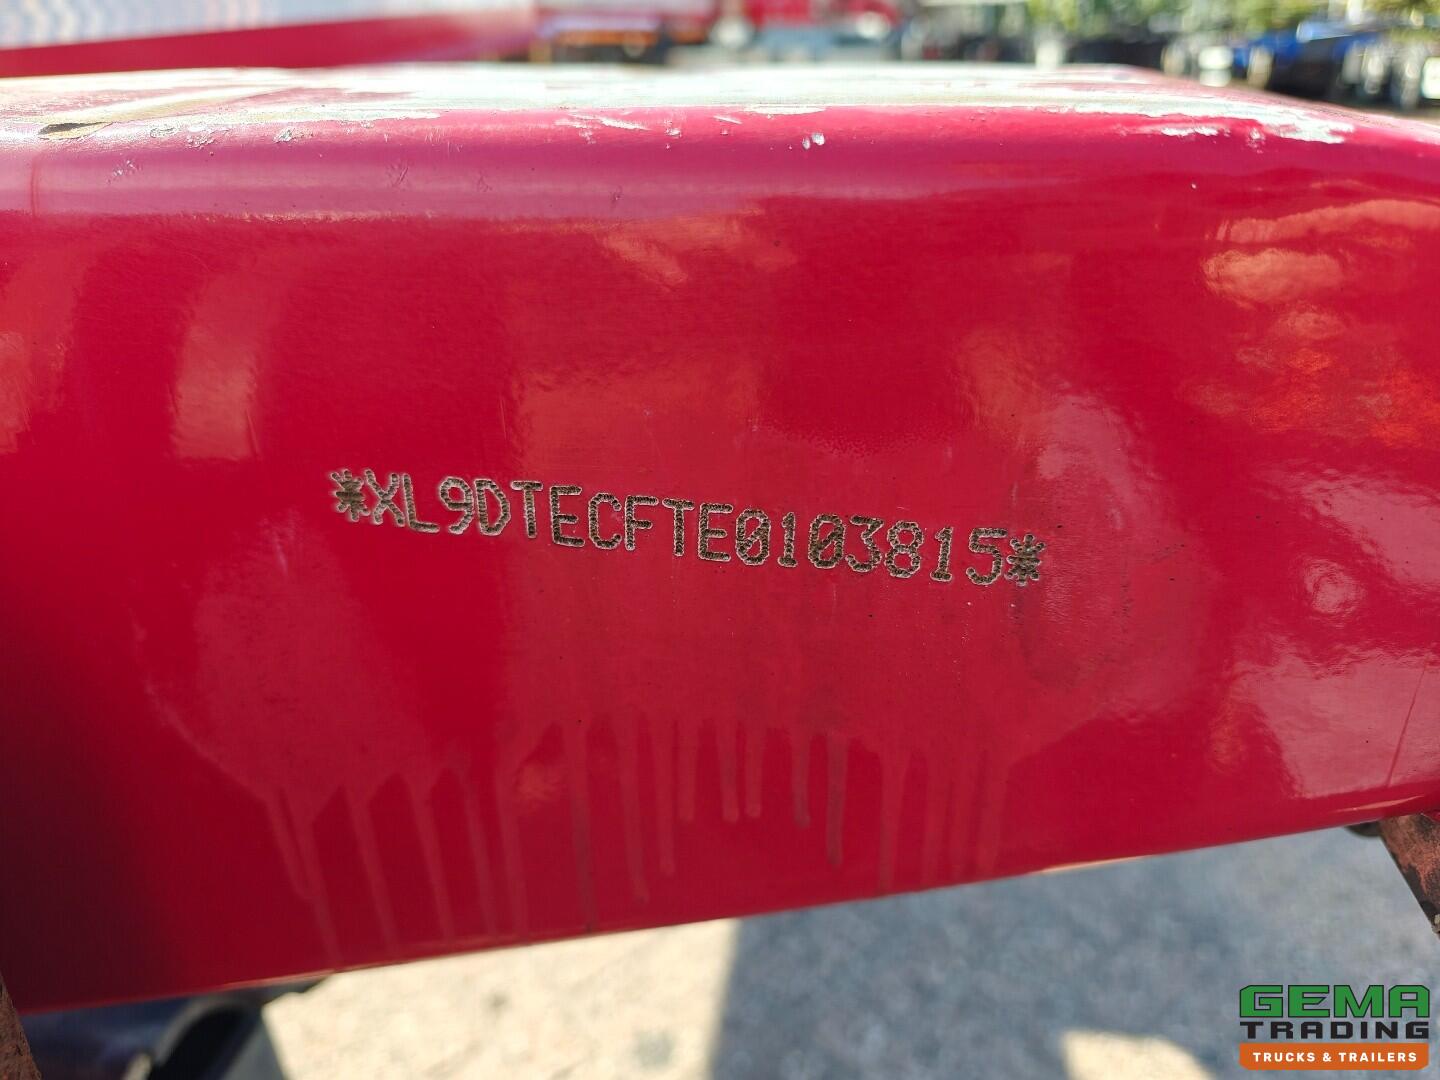 *XL9DTECFTE0103815*
GEMA
TRADING
TRUCKS & TRAILERS